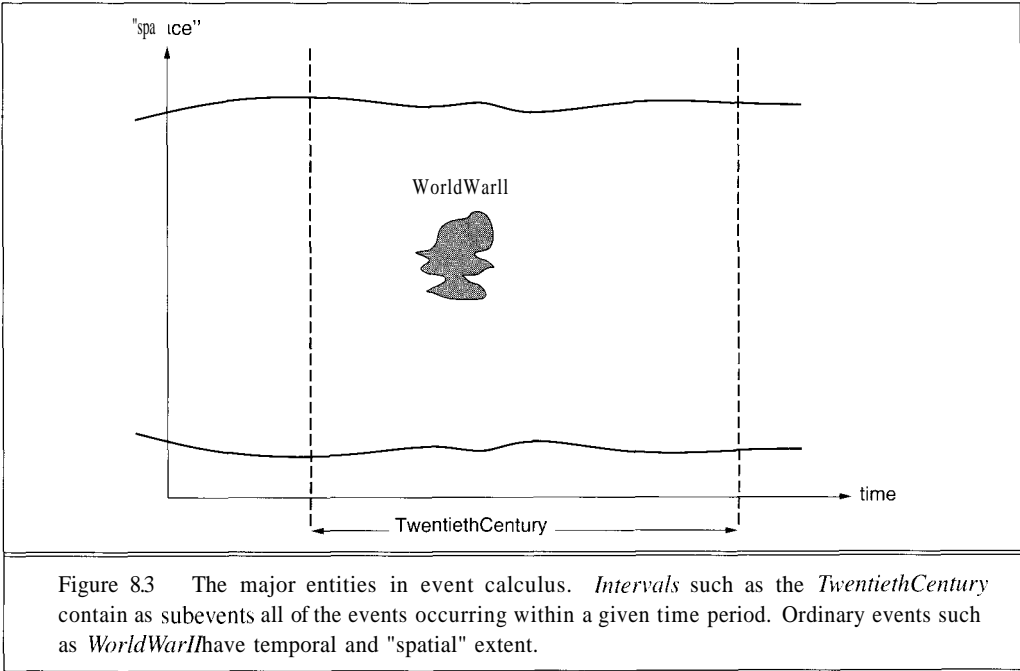 "spa ce”
WorldWarll
time
TwentiethCentury
Figure 8.3 The major entities in event calculus. Intervals such as the TwentiethCentury
contain as subevents all of the events occurring within a given time period. Ordinary events such
as WorldWarIIhave temporal and "spatial" extent.